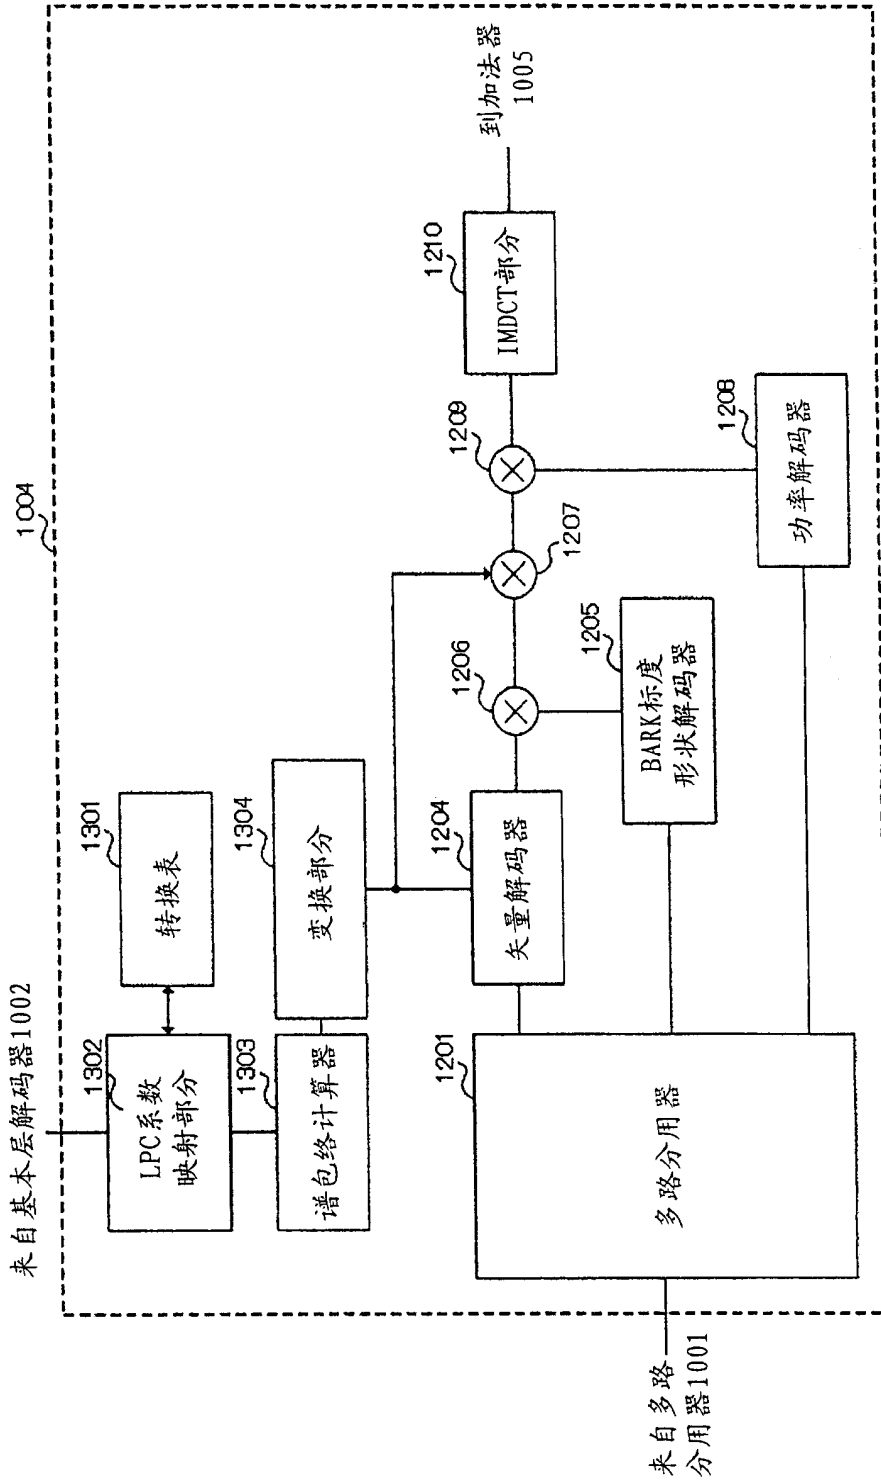 1004
来自基本层解码器1002
1302
LPC系数
映射部分
1301
转换表
1303
谱包络计算器
1304
变换部分
1201
多路分用器
1204
矢量解码器
1206
1205
BARK标度
形状解码器
1207
1209
1208
功率解码器
1210
IMDCT部分
到加法器
1005
来自多路
分用器1001